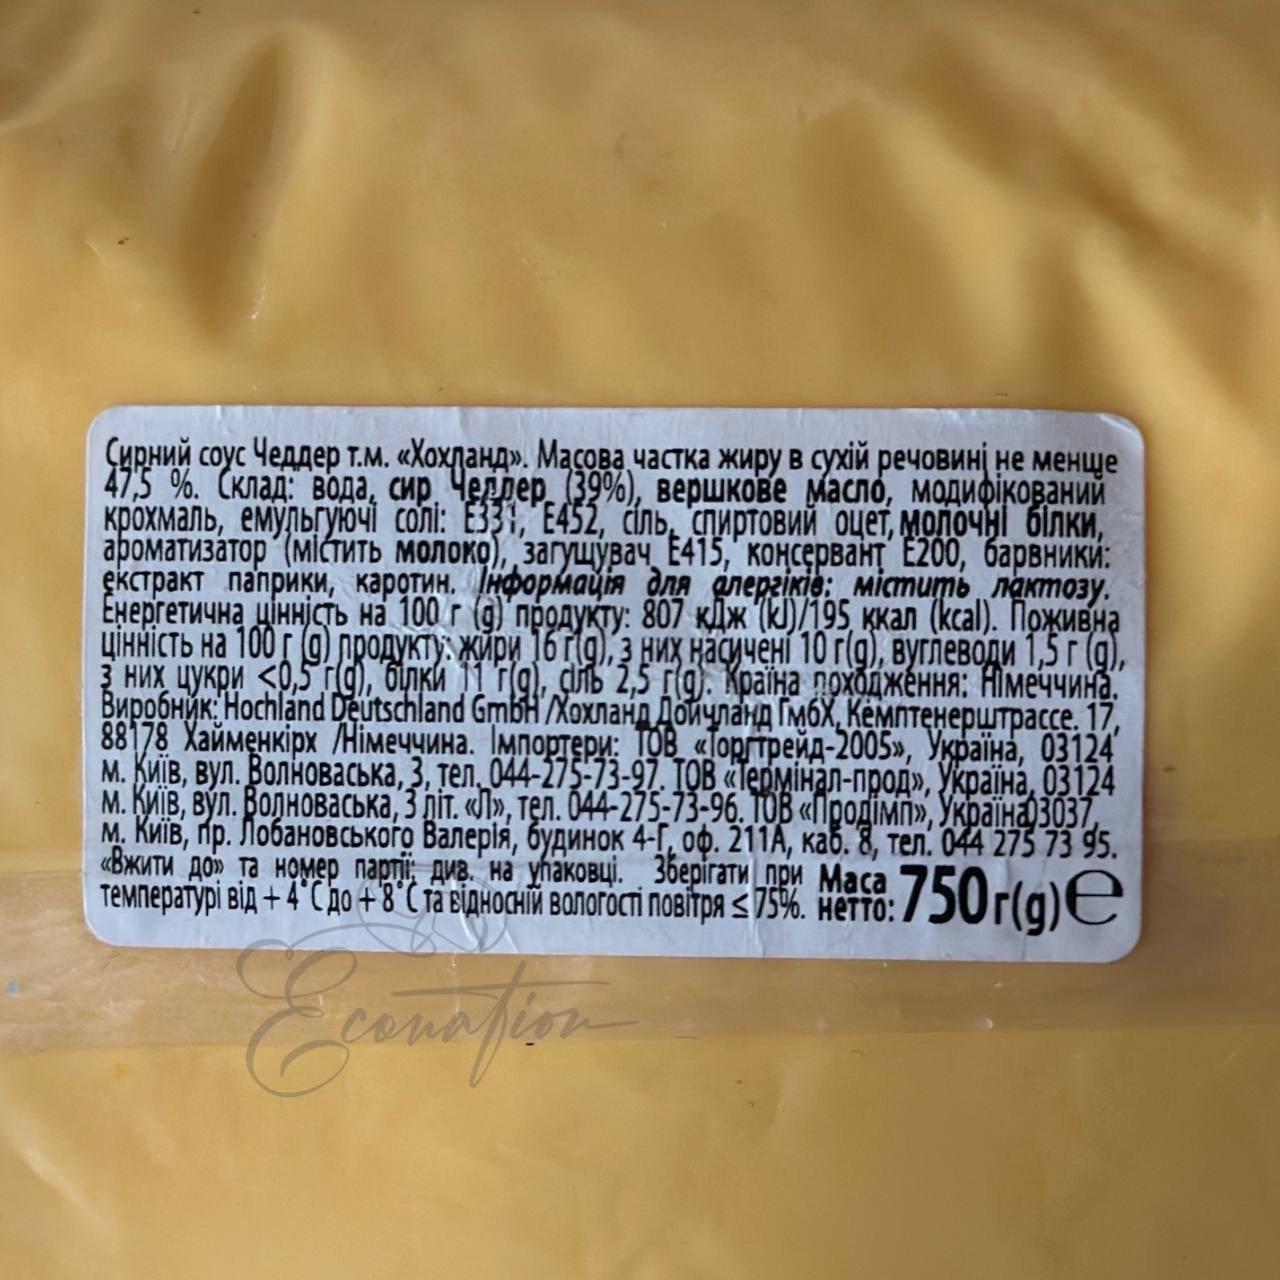 Сирний соус Чеддер т.м. «Хохланд». Масова частка жиру в сухій речовині не менше
47,5 %. Склад: вода, сир Чеддер (39%), вершкове масло, модифікований
крохмаль, емульгуючі солі: Е331, Е452, сіль, спиртовий оцет, молочні білки,
ароматизатор (містить молоко), загущувач Е415, консервант Е200, барвники:
екстракт паприки, каротин. Інформація для алергіків: містить лактозу.
Енергетична цінність на 100 г (g) продукту: 807 кДж (kJ)/195 ккал (kcal). Поживна
цінність на 100 г (g) продукту: жири 16 г(g), з них насичені 10 г(g), вуглеводи 1,5 г (g),
з них цукри <0,5 г(g), білки 11 г(g), сіль 2,5 г(g). Країна походження: Німеччина.
Виробник: Hochland Deutschland GmbH /Хохланд Дойчланд ГмбХ, Кемптенерштрассе. 17,
88178 Хайменкірх /Німеччина. Імпортери: ТОВ «Торгтрейд-2005», Україна, 03124
м. Київ, вул. Волноваська, 3, тел. 044-275-73-97. ТОВ «Термінал-прод», Україна, 03124
м. Київ, вул. Волноваська, 3 літ. «Л», тел. 044-275-73-96. ТОВ «Продімп», Україна,03037,
м. Київ, пр. Лобановського Валерія, будинок 4-Г, оф. 211А, каб. 8, тел. 044 275 73 95.
«Вжити до» та номер партії: див. на упаковці. Зберігати при
температурі від + 4°С до + 8°С та відносній вологості повітря ≤ 75%.
Маса нетто: 750 г(g) ℮
Econation